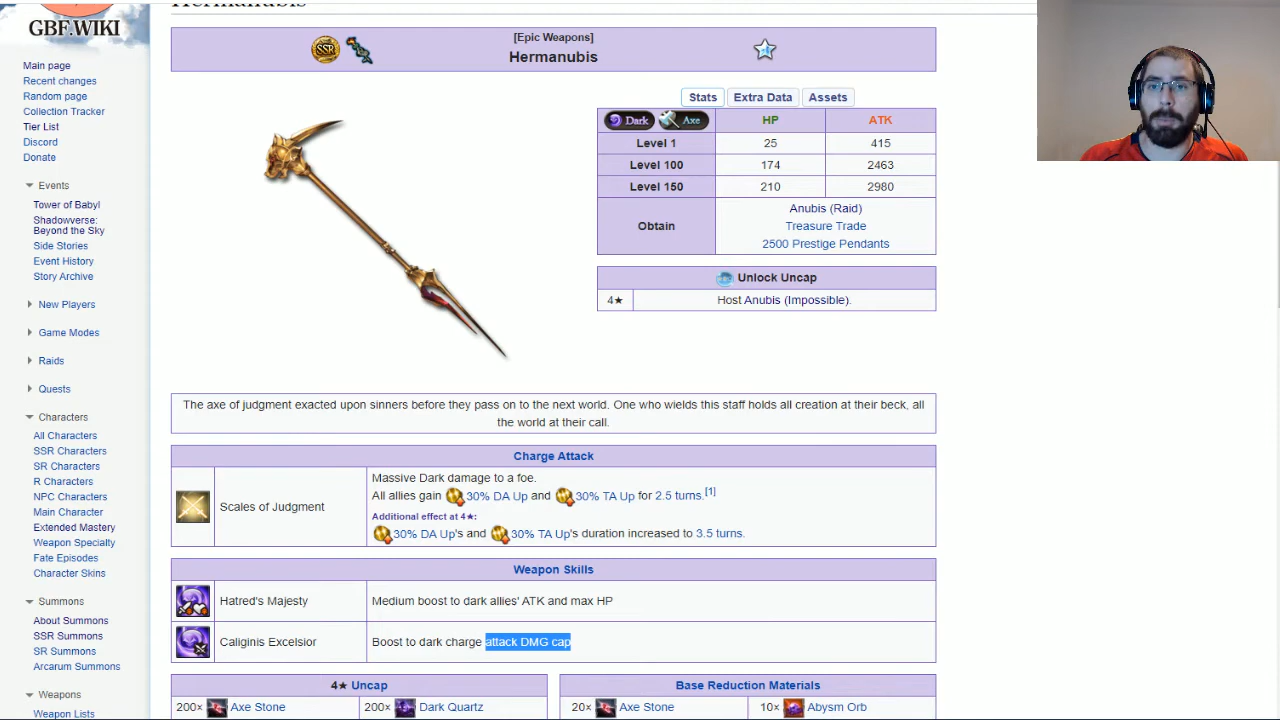 Hermanubis
GBF.WIKI
Main page
Recent changes
Random page
Collection Tracker
Tier List
Discord
Donate
Events
Tower of Babyl
Shadowverse:
Beyond the Sky
Side Stories
Event History
Story Archive
New Players
Game Modes
Raids
Quests
Characters
All Characters
SSR Characters
SR Characters
R Characters
NPC Characters
Main Character
Extended Mastery
Weapon Specialty
Fate Episodes
Character Skins
Summons
About Summons
SSR Summons
SR Summons
Arcarum Summons
Weapons
Weapon Lists
SSR
[Epic Weapons]
Hermanubis
Stats Extra Data Assets
Dark Axe HP ATK
Level 1 25 415
Level 100 174 2463
Level 150 210 2980
Obtain
Anubis (Raid)
Treasure Trade
2500 Prestige Pendants
Unlock Uncap
4★ Host Anubis (Impossible).
The axe of judgment exacted upon sinners before they pass on to the next world. One who wields this staff holds all creation at their beck, all
the world at their call.
Charge Attack
Scales of Judgment
Massive Dark damage to a foe.
All allies gain 30% DA Up and 30% TA Up for 2.5 turns.[1]
Additional effect at 4★:
30% DA Up's and 30% TA Up's duration increased to 3.5 turns.
Weapon Skills
Hatred's Majesty Medium boost to dark allies' ATK and max HP
Caliginis Excelsior Boost to dark charge attack DMG cap
4★ Uncap
200× Axe Stone 200× Dark Quartz
Base Reduction Materials
20× Axe Stone 10× Abysm Orb